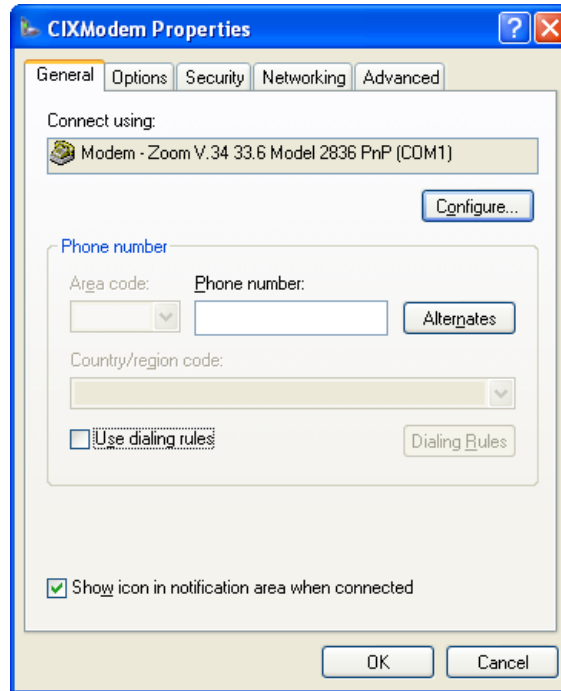 CIXModem Properties
General Options Security Networking Advanced
Connect using:
Modem - Zoom V.34 33.6 Model 2836 PnP (COM1)
Configure...
Phone number
Area code: Phone number:
Alternates
Country/region code:
Use dialing rules Dialing Rules
Show icon in notification area when connected
OK Cancel